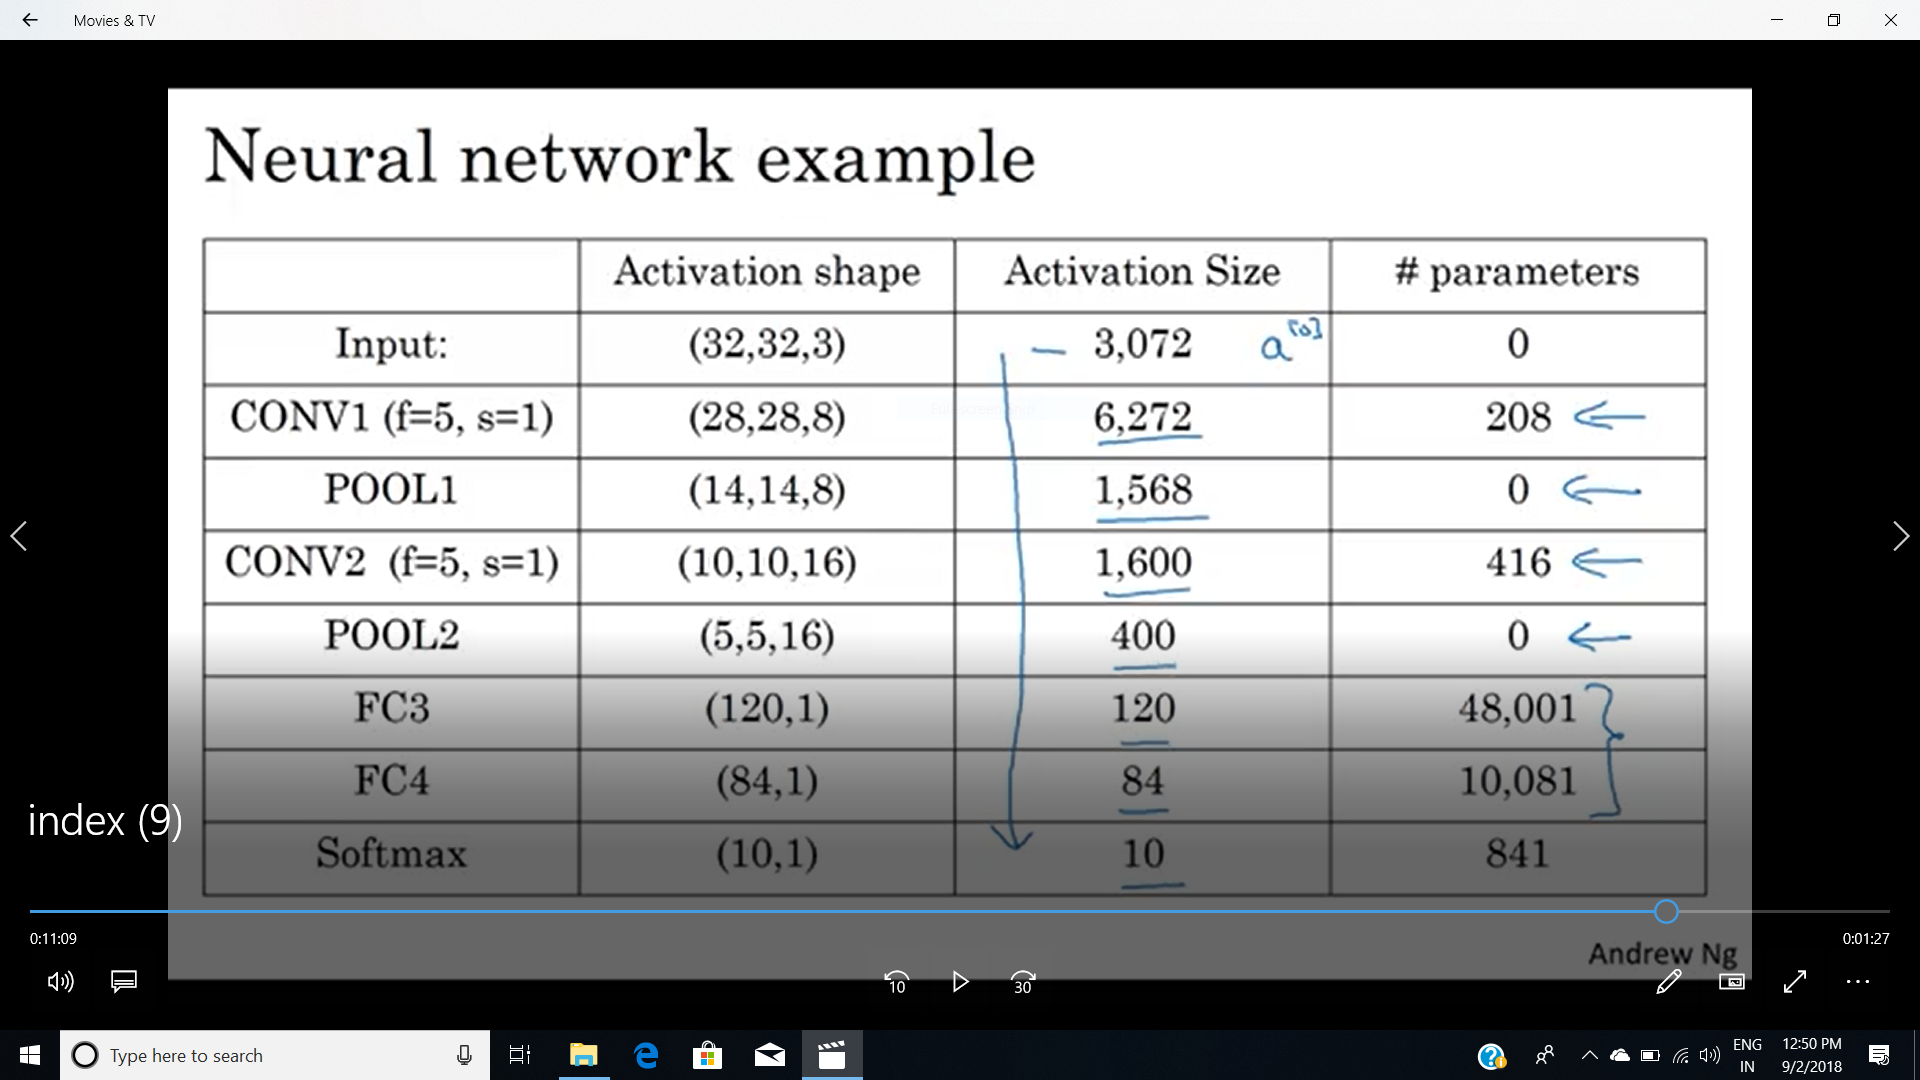 Movies & TV
Neural network example
Activation shape Activation Size # parameters
Input: (32,32,3) – 3,072 a[0] 0
CONV1 (f=5, s=1) (28,28,8) 6,272 208 ←
POOL1 (14,14,8) 1,568 0 ←
CONV2 (f=5, s=1) (10,10,16) 1,600 416 ←
POOL2 (5,5,16) 400 0 ←
FC3 (120,1) 120 48,001
FC4 (84,1) 84 10,081
index (9)
Softmax (10,1) 10 841
0:11:09 0:01:27
Andrew Ng
10 30
Type here to search
ENG 12:50 PM
IN 9/2/2018